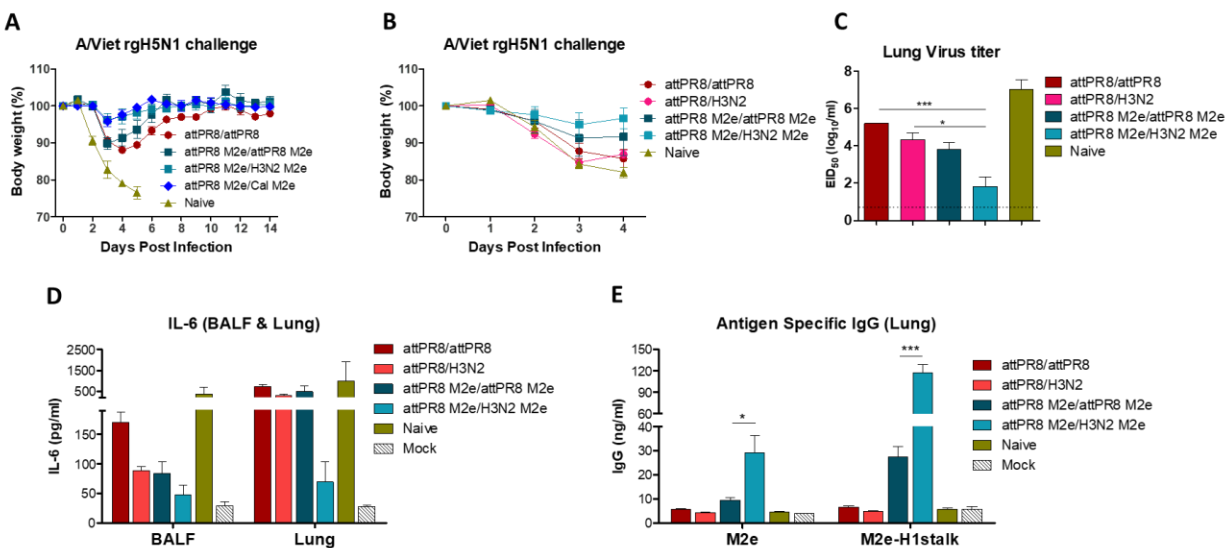 A
A/Viet rgH5N1 challenge
Body weight (%)
110
100
90
80
70
0 2 4 6 8 10 12 14
Days Post Infection
attPR8/attPR8
attPR8 M2e/attPR8 M2e
attPR8 M2e/H3N2 M2e
attPR8 M2e/Cal M2e
Naive
B
A/Viet rgH5N1 challenge
Body weight (%)
110
100
90
80
70
0 1 2 3 4
Days Post Infection
attPR8/attPR8
attPR8/H3N2
attPR8 M2e/attPR8 M2e
attPR8 M2e/H3N2 M2e
Naive
C
Lung Virus titer
EID50 (log10/ml)
8
6
4
2
0
***
*
attPR8/attPR8
attPR8/H3N2
attPR8 M2e/attPR8 M2e
attPR8 M2e/H3N2 M2e
Naive
D
IL-6 (BALF & Lung)
IL-6 (pg/ml)
2500
1500
500
150
100
50
0
BALF Lung
attPR8/attPR8
attPR8/H3N2
attPR8 M2e/attPR8 M2e
attPR8 M2e/H3N2 M2e
Naive
Mock
E
Antigen Specific IgG (Lung)
IgG (ng/ml)
150
120
90
60
40
30
20
10
0
*
***
M2e M2e-H1stalk
attPR8/attPR8
attPR8/H3N2
attPR8 M2e/attPR8 M2e
attPR8 M2e/H3N2 M2e
Naive
Mock